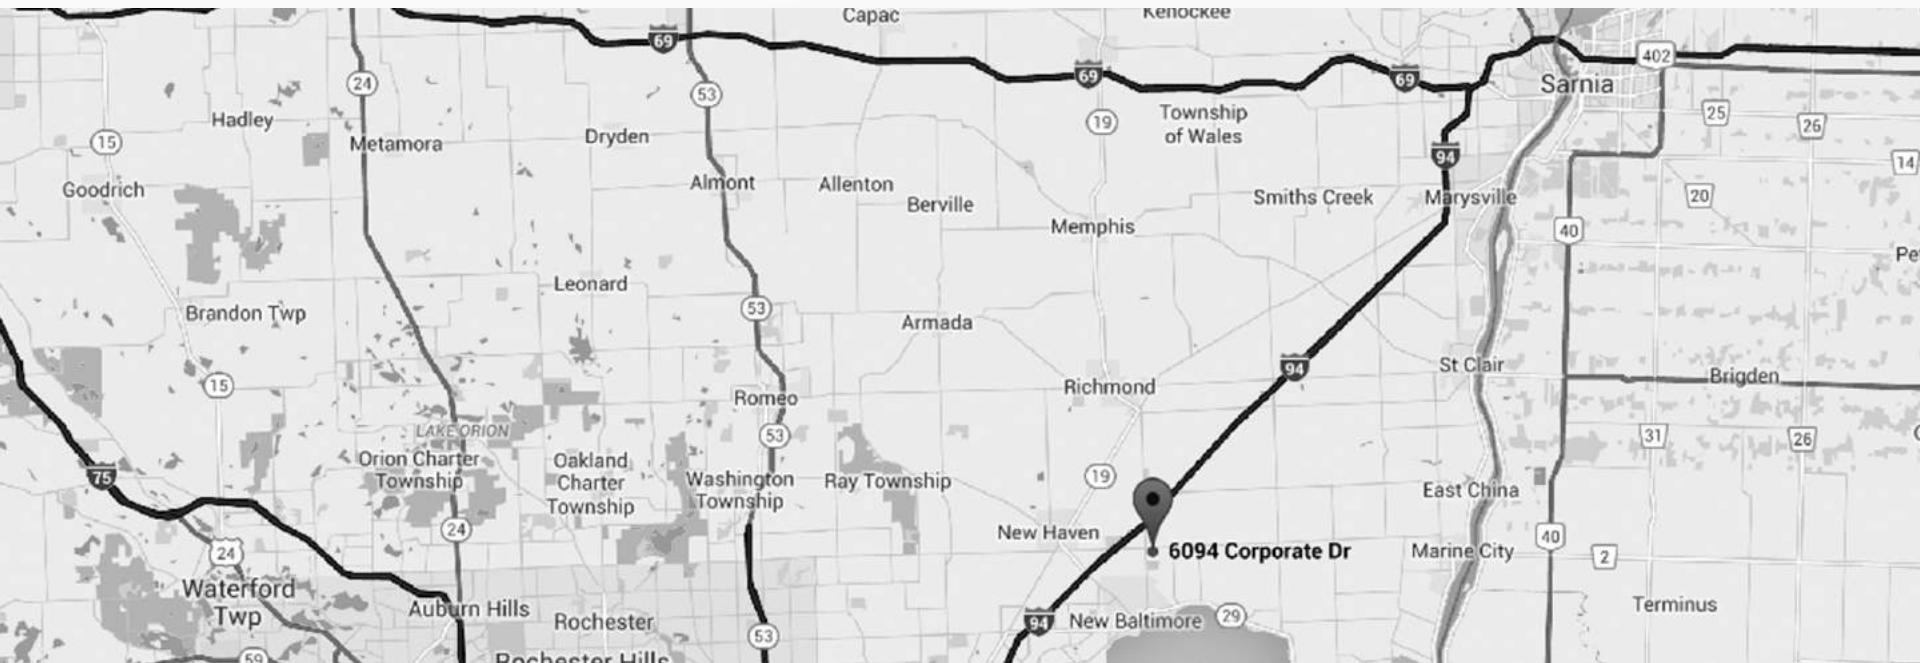 Capac
Kenockee
69
402
24
69
69
Sarnia
53
25
Hadley
19
Township
of Wales
26
15
Metamora
Dryden
94
14
Goodrich
Almont
Allenton
Berville
Smiths Creek
Marysville
20
Memphis
40
Leonard
Brandon Twp
53
Armada
94
St Clair
Brigden
15
Richmond
Romeo
LAKE ORION
53
31
26
Orion Charter
Township
Oakland
Charter
Township
Washington
Township
Ray Township
75
19
East China
24
New Haven
40
24
6094 Corporate Dr
Marine City
2
Waterford
Twp
Auburn Hills
Rochester
94
New Baltimore
29
Terminus
53
59
Rochester Hills